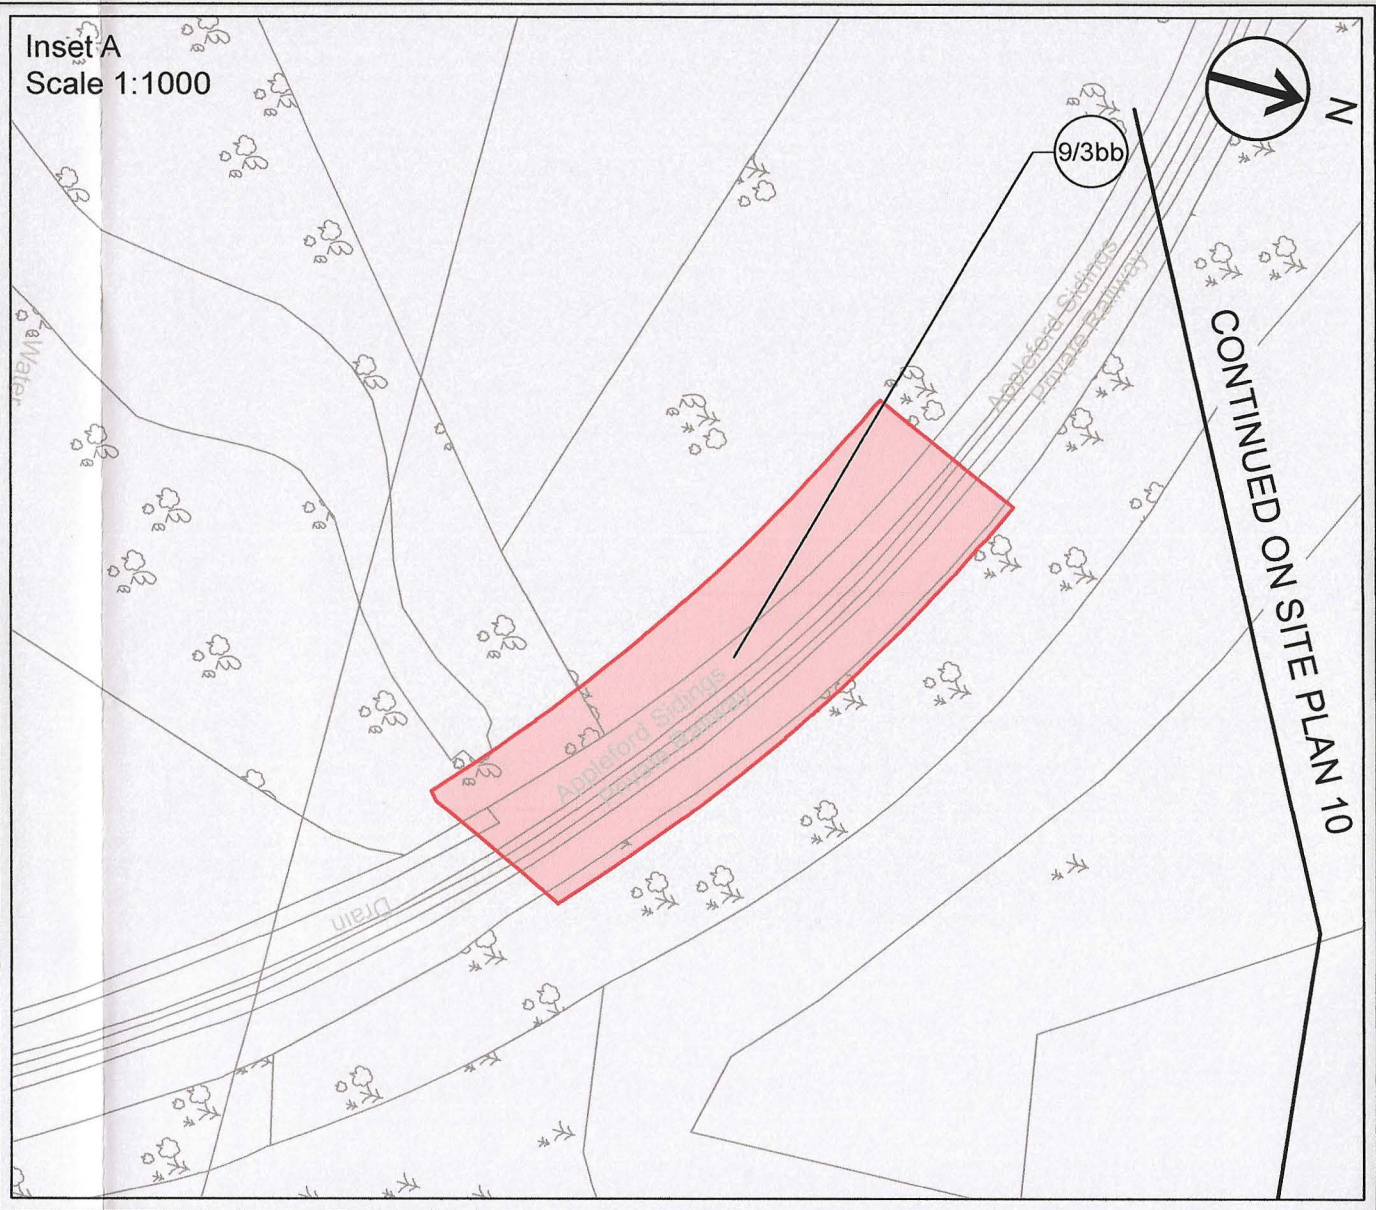 Inset A
Scale 1:1000
N
9/3bb
Appleford Sidings
Private Railway
CONTINUED ON SITE PLAN 10
Water
Appleford Sidings
Private Railway
Drain